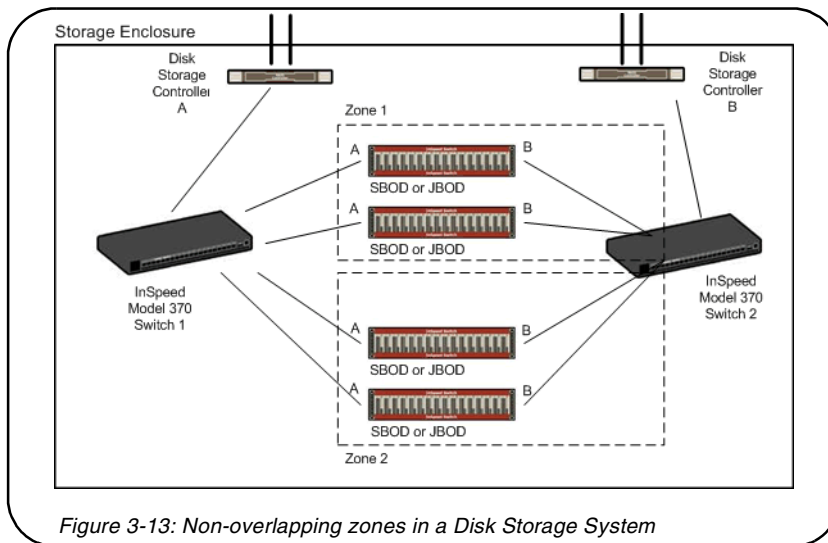 Storage Enclosure
Disk
Storage
Controller
A
Disk
Storage
Controller
B
Zone 1
A
B
SBOD or JBOD
A
B
SBOD or JBOD
InSpeed
Model 370
Switch 1
InSpeed
Model 370
Switch 2
A
B
SBOD or JBOD
A
B
SBOD or JBOD
Zone 2
Figure 3-13: Non-overlapping zones in a Disk Storage System